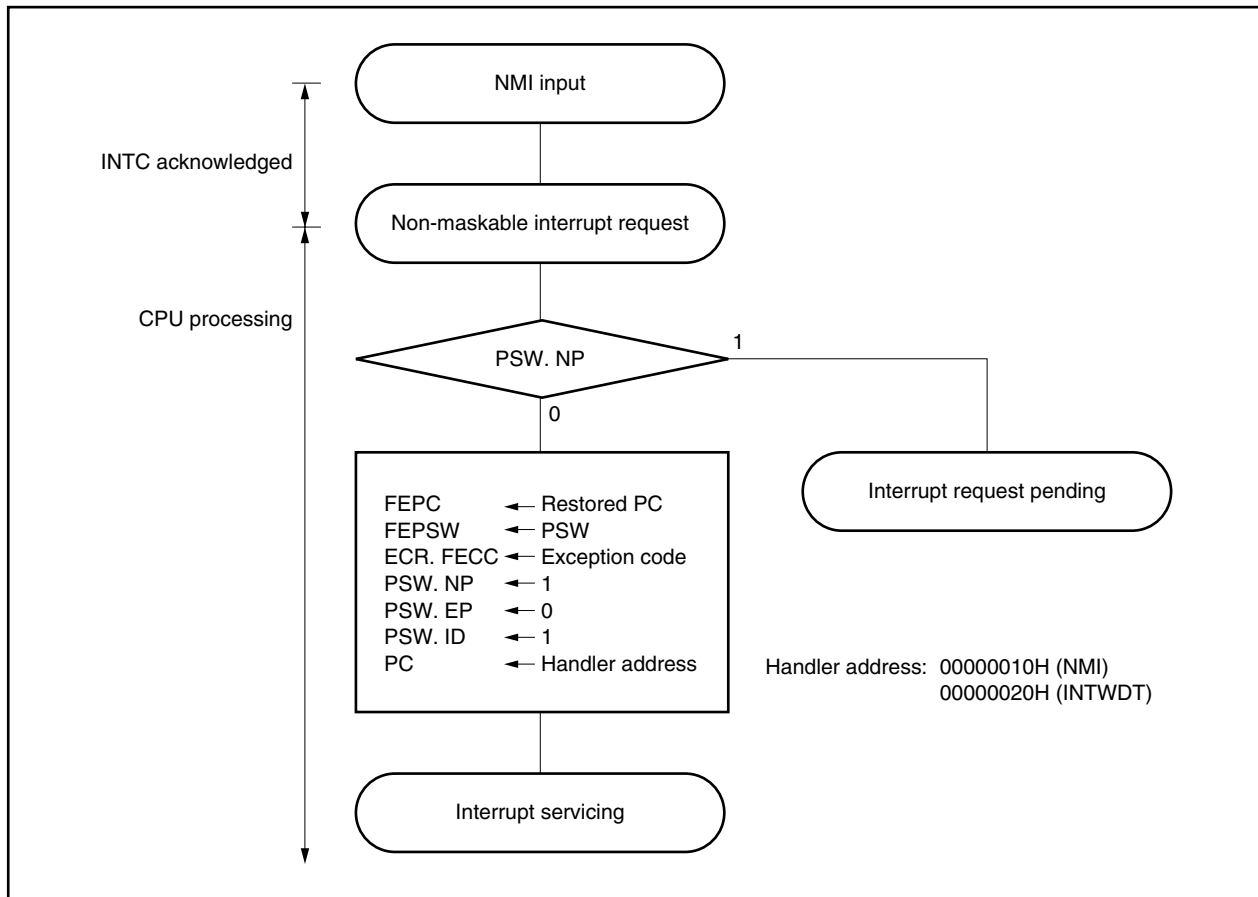 NMI input
INTC acknowledged
Non-maskable interrupt request
CPU processing
PSW. NP
1
0
FEPC ← Restored PC
FEPSW ← PSW
ECR. FECC ← Exception code
PSW. NP ← 1
PSW. EP ← 0
PSW. ID ← 1
PC ← Handler address
Interrupt request pending
Handler address: 00000010H (NMI)
00000020H (INTWDT)
Interrupt servicing